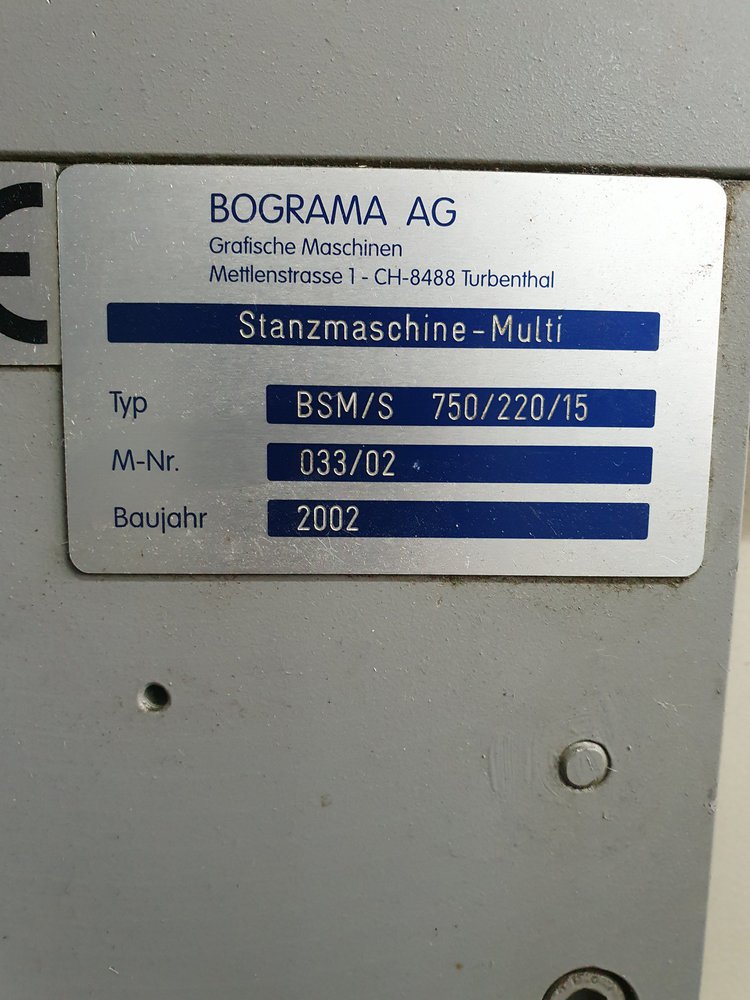 BOGRAMA AG
Grafische Maschinen
Mettlenstrasse 1 - CH-8488 Turbenthal
Stanzmaschine-Multi
Typ BSM/S 750/220/15
M-Nr. 033/02
Baujahr 2002